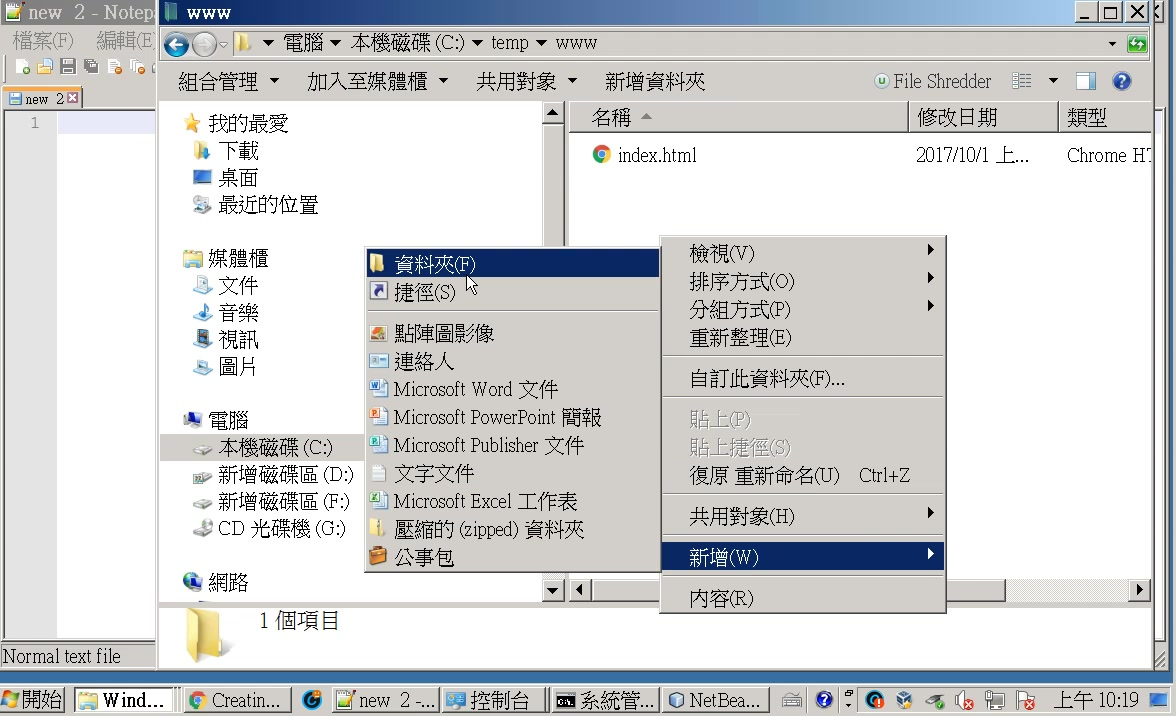 new  2 - Notep
檔案(F)
編輯(E)
new  2
1
Normal text file
www
電腦 本機磁碟 (C:) temp www
組合管理 加入至媒體櫃 共用對象 新增資料夾 File Shredder
我的最愛
下載
桌面
最近的位置
媒體櫃
文件
音樂
視訊
圖片
電腦
本機磁碟 (C:)
新增磁碟區 (D:)
新增磁碟區 (F:)
CD 光碟機 (G:)
網路
名稱 修改日期 類型
index.html 2017/10/1 上... Chrome HT
資料夾(F)
捷徑(S)
點陣圖影像
連絡人
Microsoft Word 文件
Microsoft PowerPoint 簡報
Microsoft Publisher 文件
文字文件
Microsoft Excel 工作表
壓縮的 (zipped) 資料夾
公事包
檢視(V)
排序方式(O)
分組方式(P)
重新整理(E)
自訂此資料夾(F)...
貼上(P)
貼上捷徑(S)
復原 重新命名(U) Ctrl+Z
共用對象(H)
新增(W)
內容(R)
1 個項目
開始 Wind... Creatin... new  2 -... 控制台 系統管... NetBea... 上午 10:19